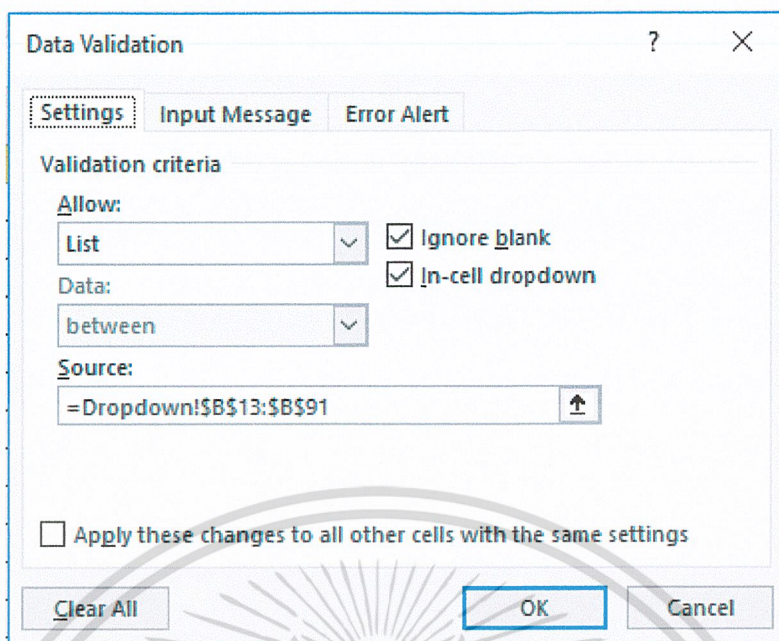 Data Validation ? ×
Settings Input Message Error Alert
Validation criteria
Allow:
List
Ignore blank
In-cell dropdown
Data:
between
Source:
=Dropdown!$B$13:$B$91
Apply these changes to all other cells with the same settings
Clear All OK Cancel